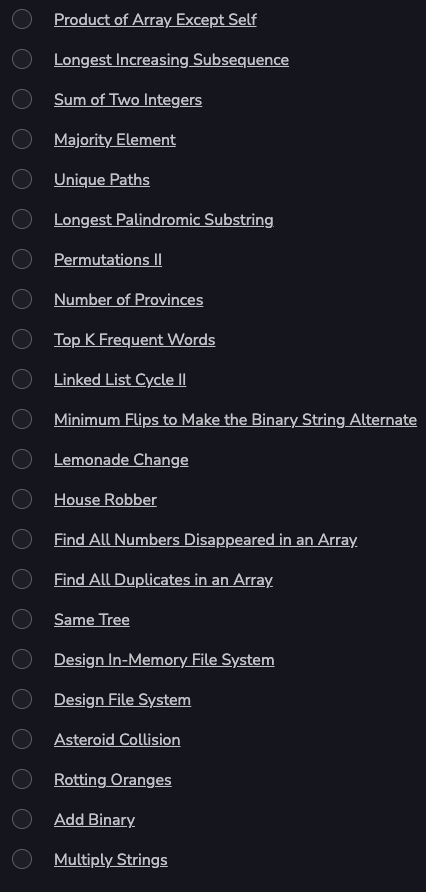 Product of Array Except Self
Longest Increasing Subsequence
Sum of Two Integers
Majority Element
Unique Paths
Longest Palindromic Substring
Permutations II
Number of Provinces
Top K Frequent Words
Linked List Cycle II
Minimum Flips to Make the Binary String Alternate
Lemonade Change
House Robber
Find All Numbers Disappeared in an Array
Find All Duplicates in an Array
Same Tree
Design In-Memory File System
Design File System
Asteroid Collision
Rotting Oranges
Add Binary
Multiply Strings